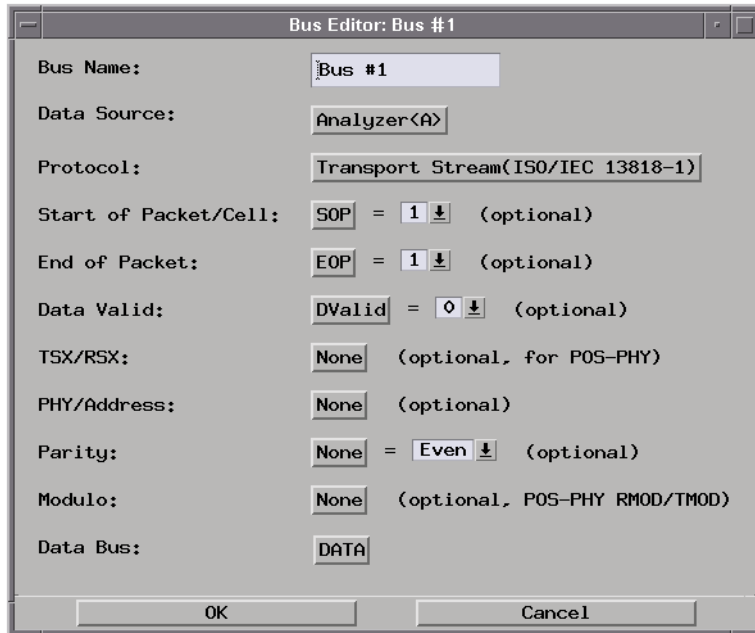 Bus Editor: Bus #1
Bus Name: Bus #1
Data Source: Analyzer<A>
Protocol: Transport Stream(ISO/IEC 13818-1)
Start of Packet/Cell: SOP = 1 (optional)
End of Packet: EOP = 1 (optional)
Data Valid: DValid = 0 (optional)
TSX/RSX: None (optional, for POS-PHY)
PHY/Address: None (optional)
Parity: None = Even (optional)
Modulo: None (optional, POS-PHY RMOD/TMOD)
Data Bus: DATA
OK Cancel